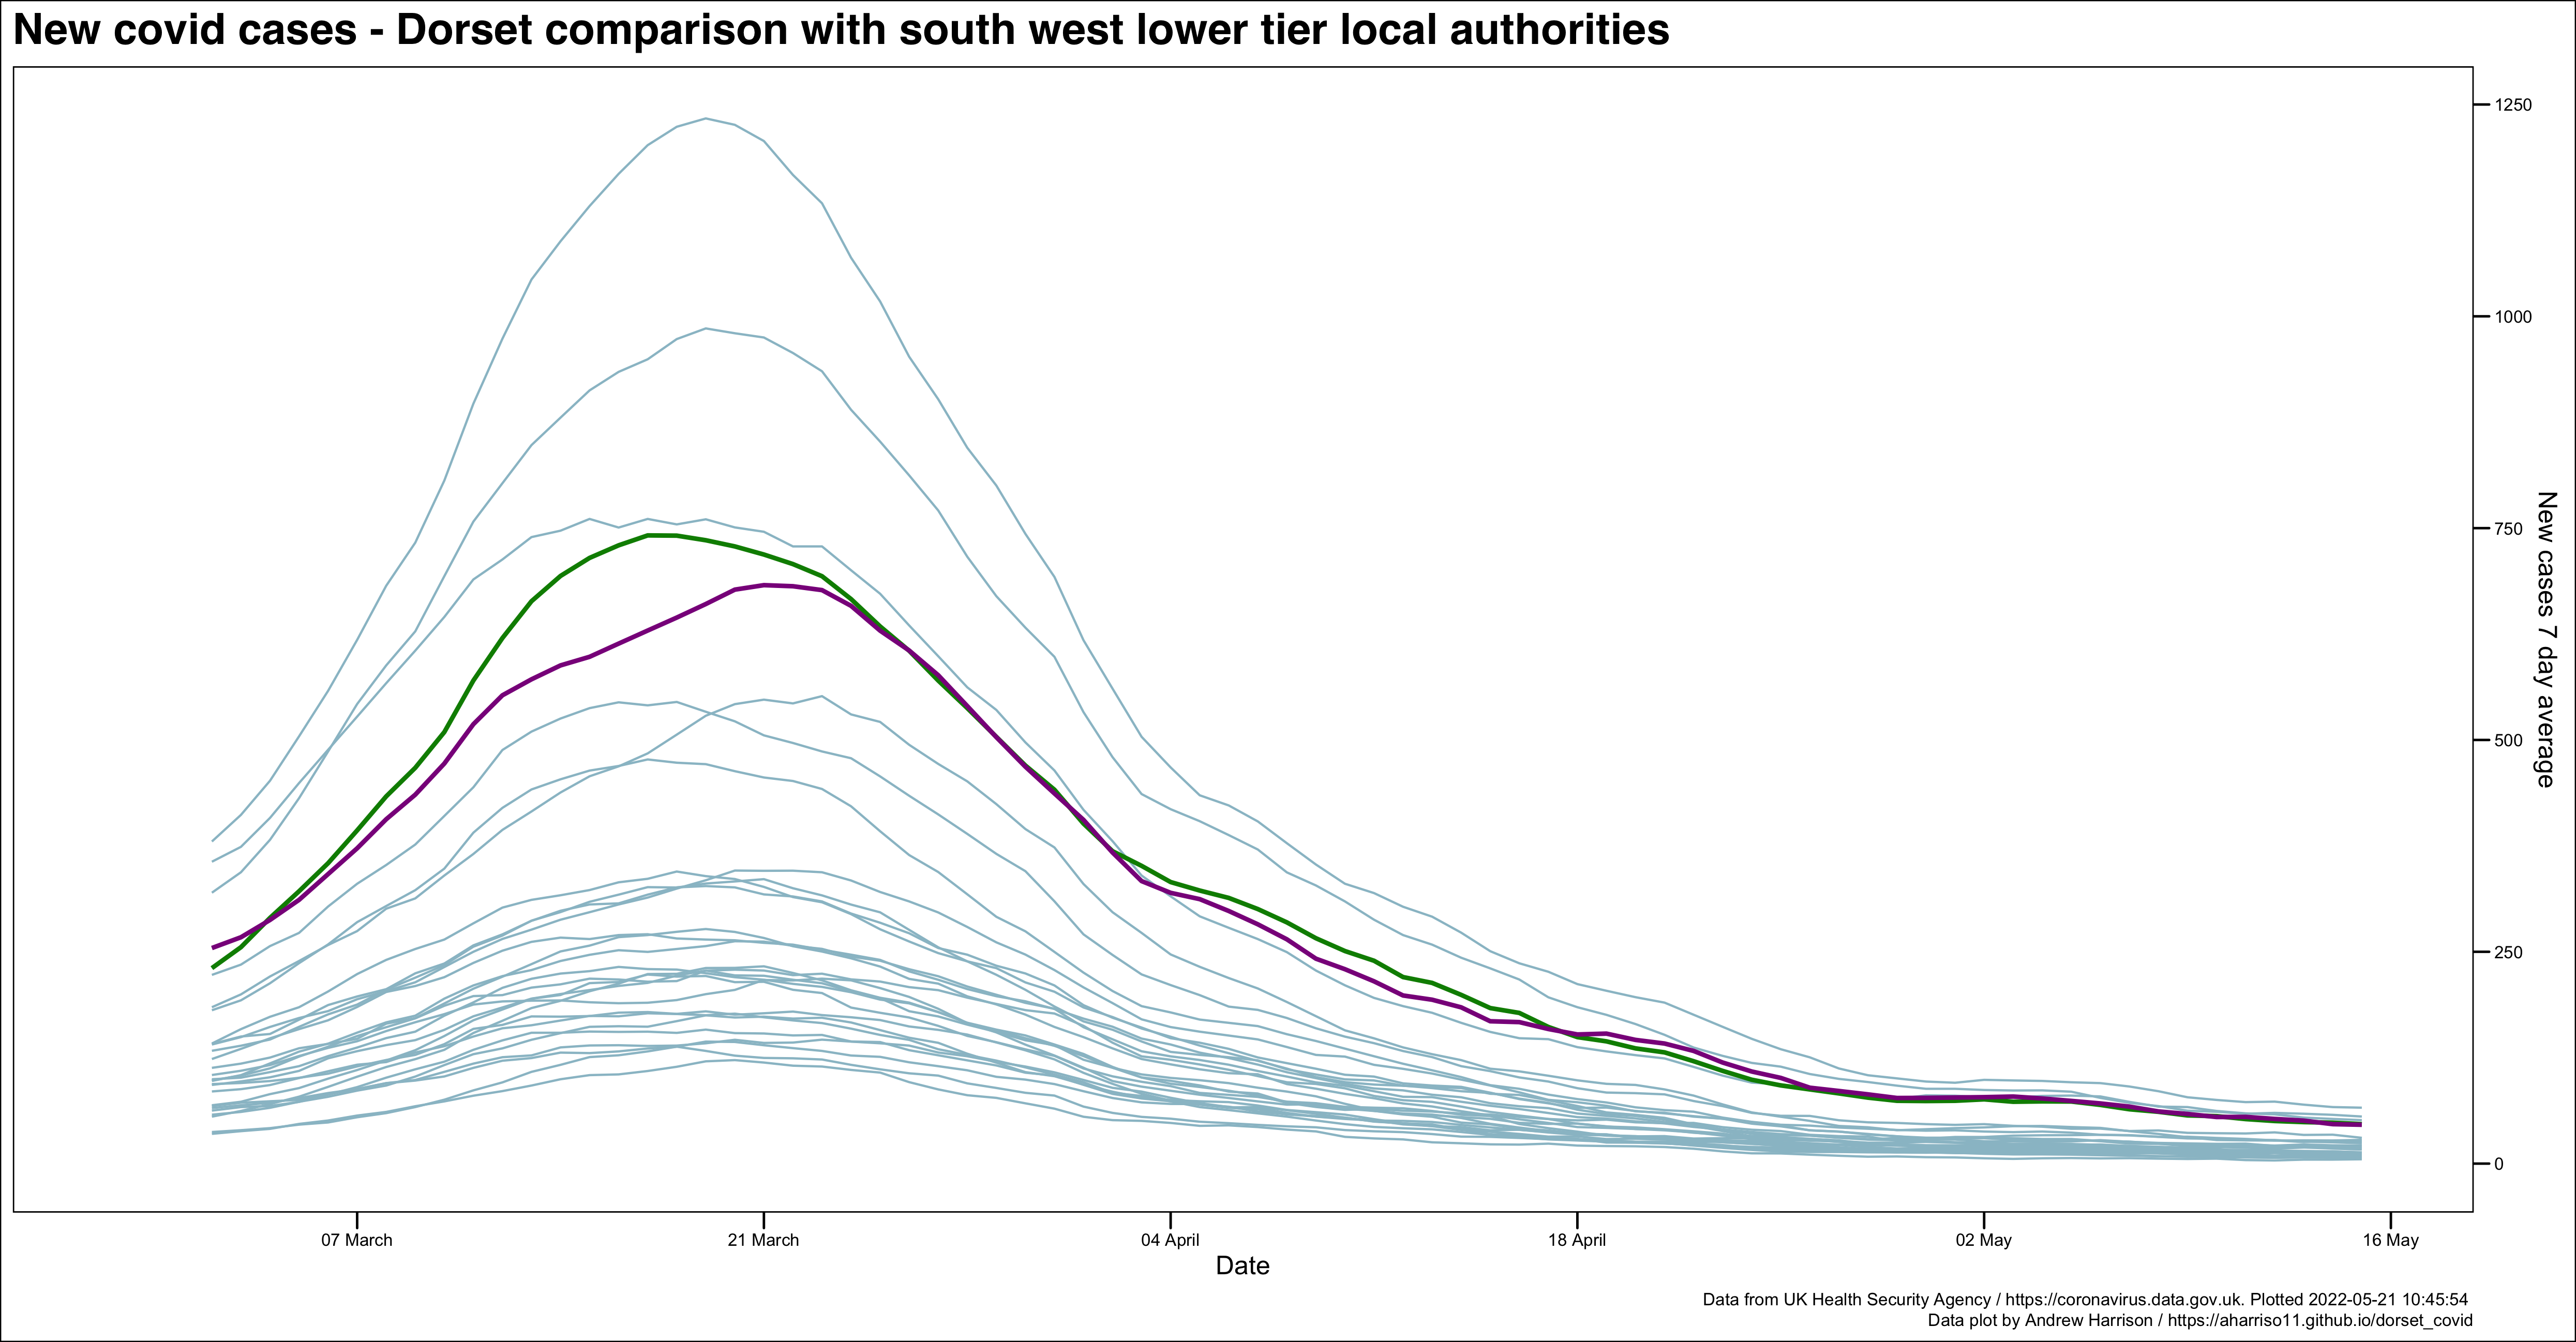 New covid cases - Dorset comparison with south west lower tier local authorities
1250
1000
750
500
250
0
New cases 7 day average
07 March
21 March
04 April
18 April
02 May
16 May
Date
Data from UK Health Security Agency / https://coronavirus.data.gov.uk. Plotted 2022-05-21 10:45:54
Data plot by Andrew Harrison / https://aharriso11.github.io/dorset_covid